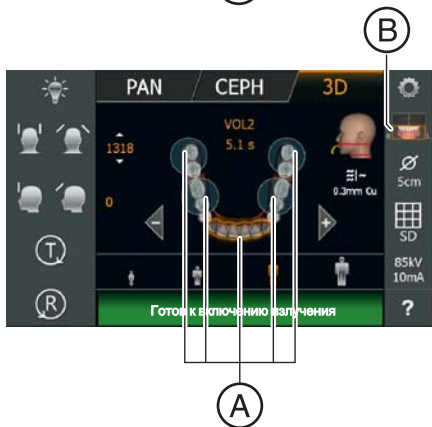 B
PAN CEPH 3D
VOL2
1318 5.1 s
0.3mm Cu
5cm
0
SD
T
85kV
10mA
R
Готов к включению излучения
?
A